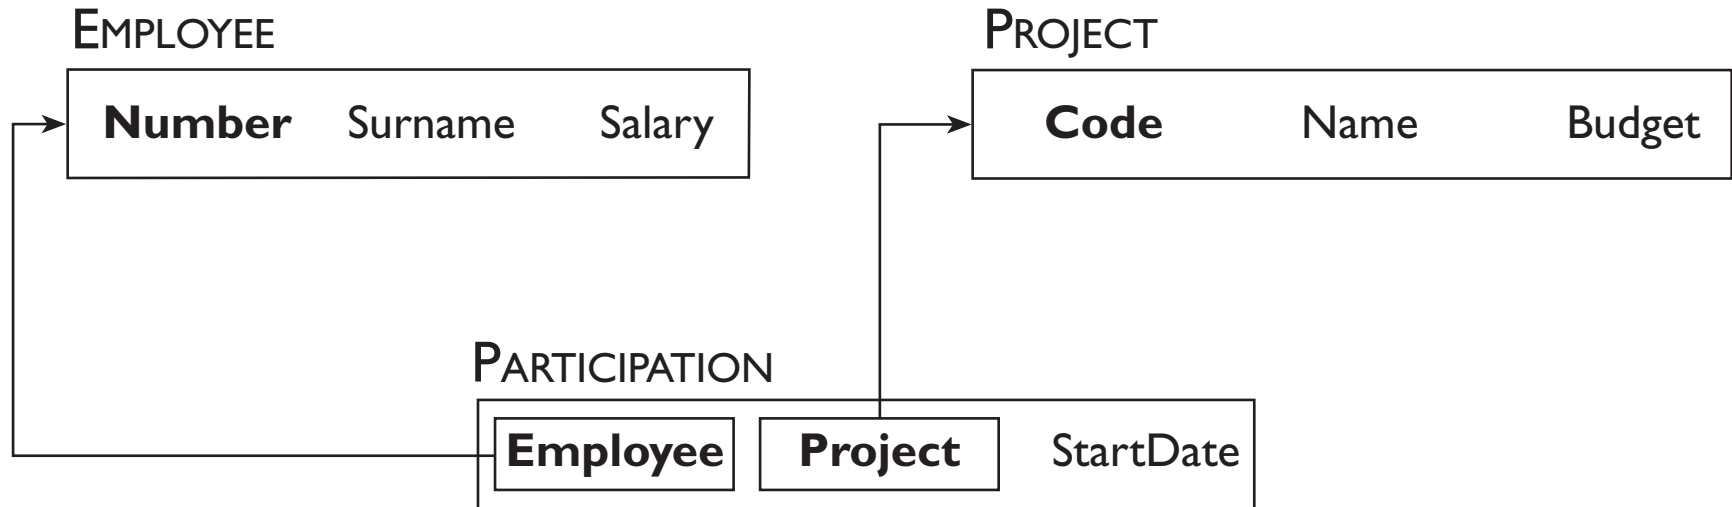 EMPLOYEE
PROJECT
Number Surname Salary
Code Name Budget
PARTICIPATION
Employee Project StartDate